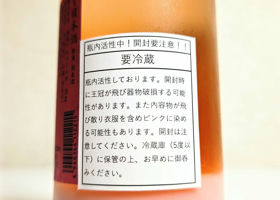 瓶内活性中！開封要注意！！
要冷蔵
瓶内活性しております。開封時
に王冠が飛び器物破損する可能
性があります。また内容物が飛
び散り衣服を含めピンクに染め
る可能性もあります。開封は注
意してください。冷蔵庫（5度以
下）に保管の上、お早めに御呑
みください。